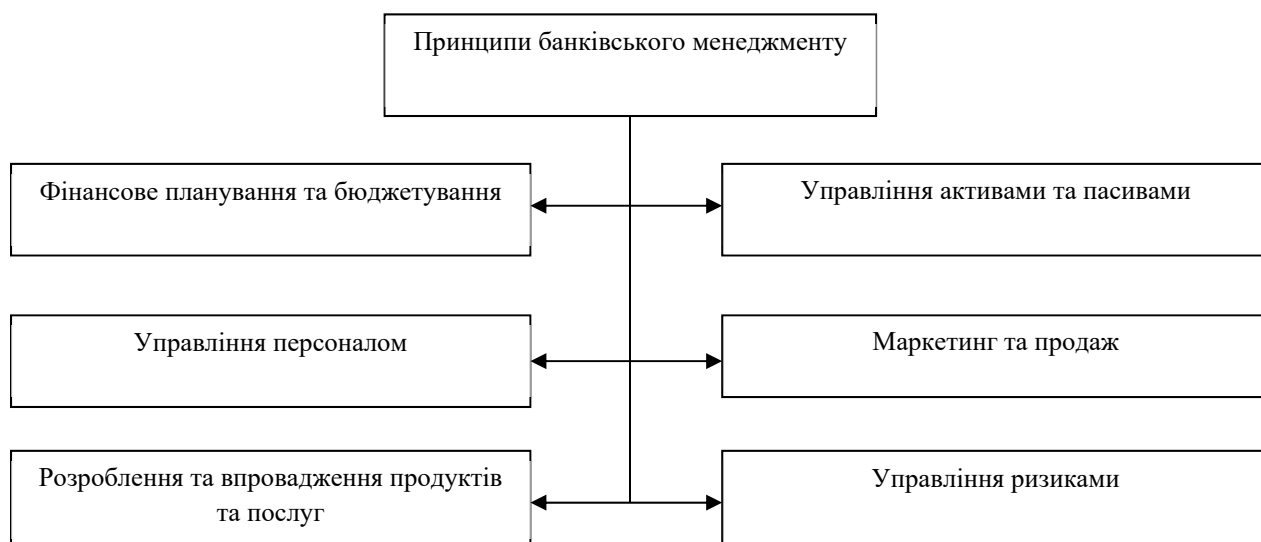 Принципи банківського менеджменту
Фінансове планування та бюджетування
Управління активами та пасивами
Управління персоналом
Маркетинг та продаж
Розроблення та впровадження продуктів
та послуг
Управління ризиками